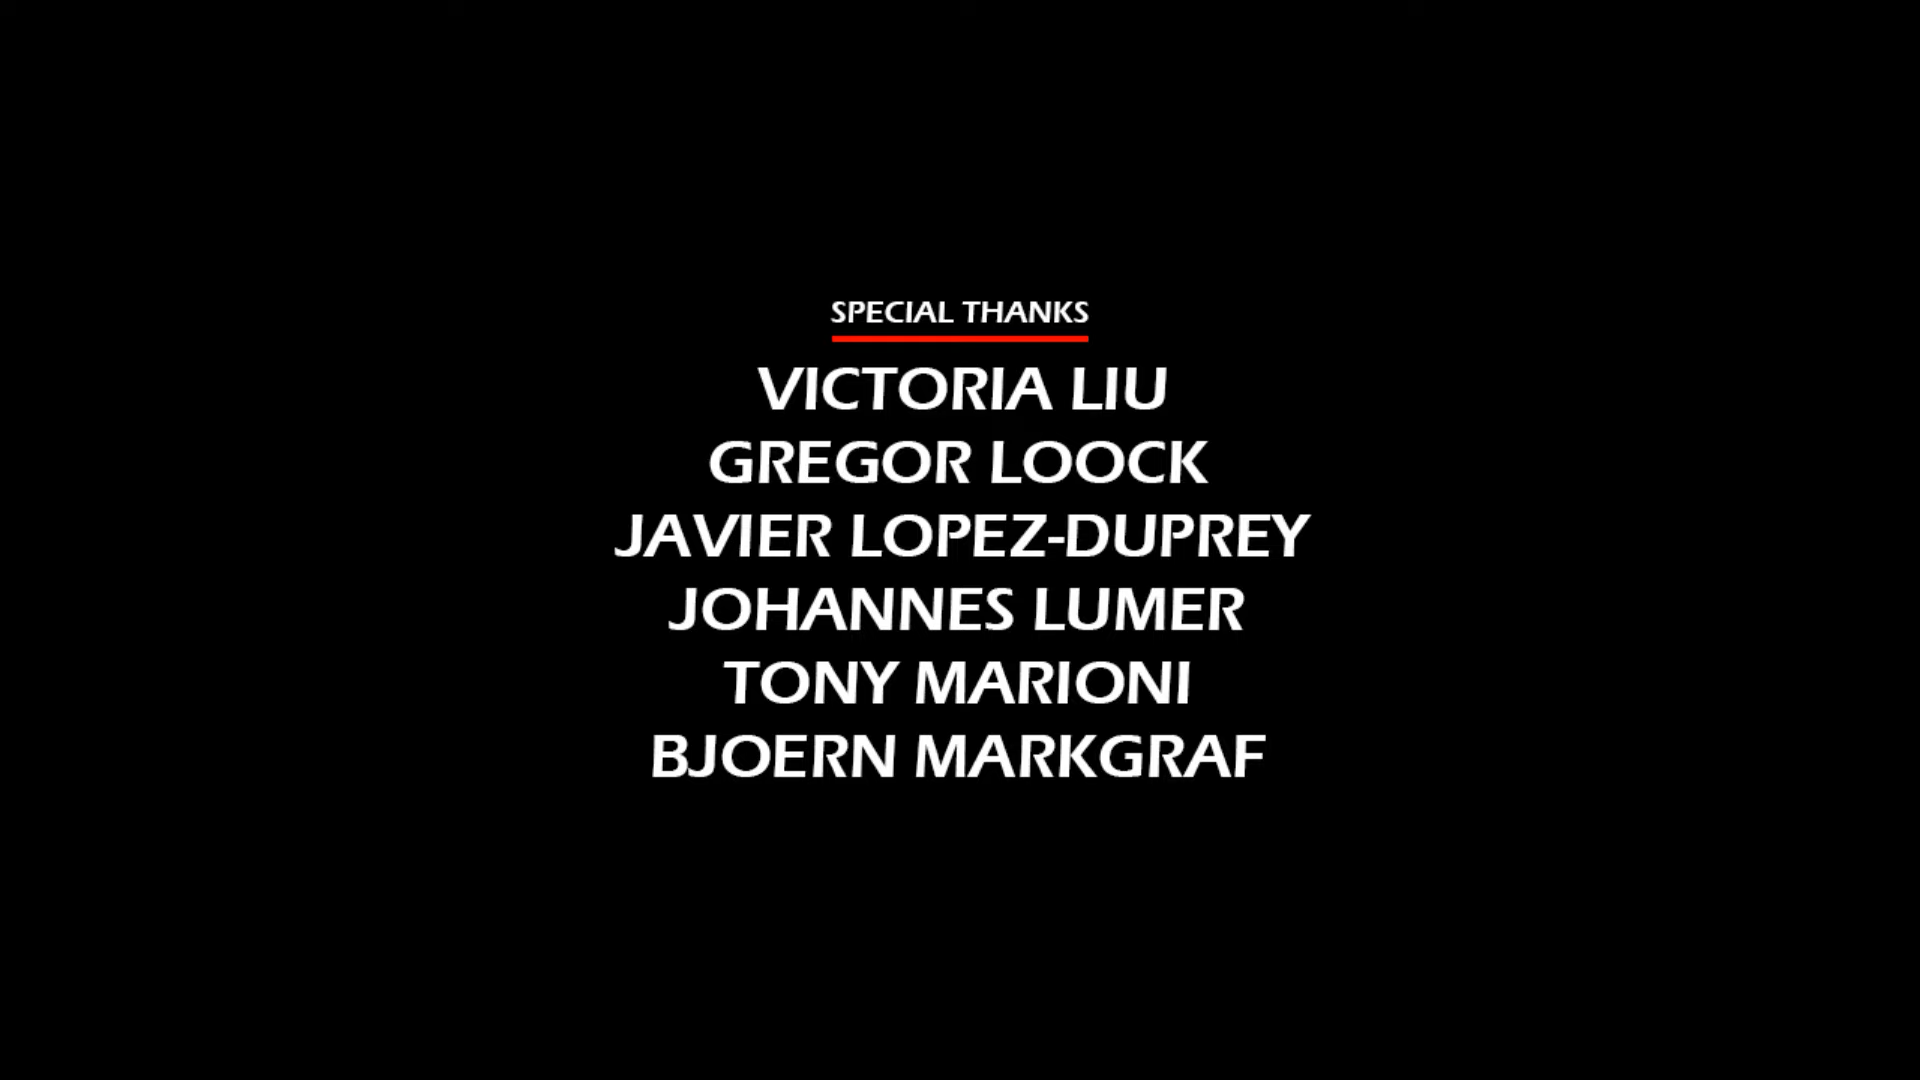 SPECIAL THANKS
VICTORIA LIU
GREGOR LOOCK
JAVIER LOPEZ-DUPREY
JOHANNES LUMER
TONY MARIONI
BJOERN MARKGRAF